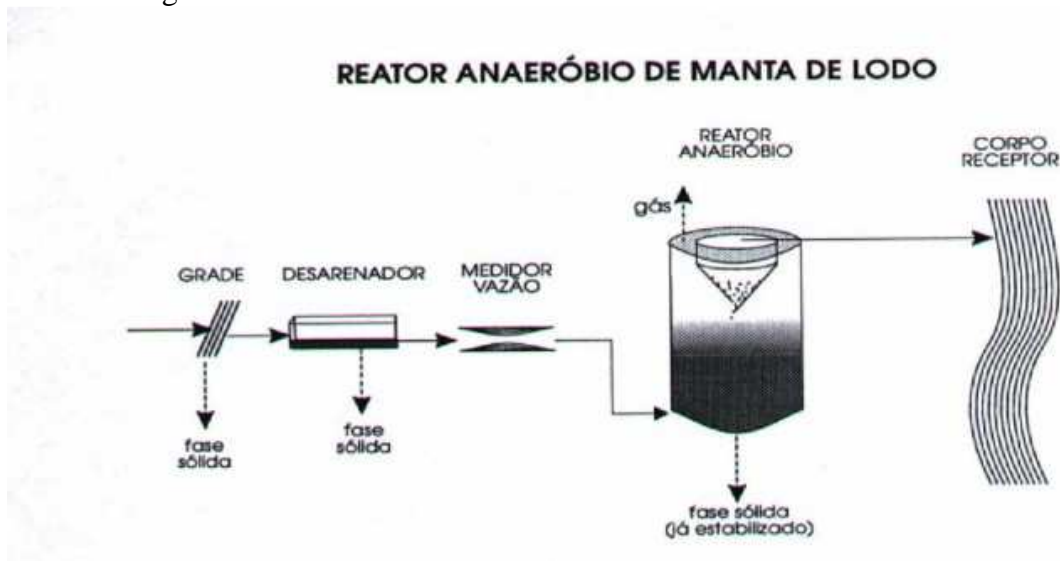 REATOR ANAERÓBIO DE MANTA DE LODO
REATOR
ANAERÓBIO
CORPO
RECEPTOR
gás
GRADE
DESARENADOR
MEDIDOR
VAZÃO
fase
sólida
fase
sólida
fase sólida
(já estabilizado)